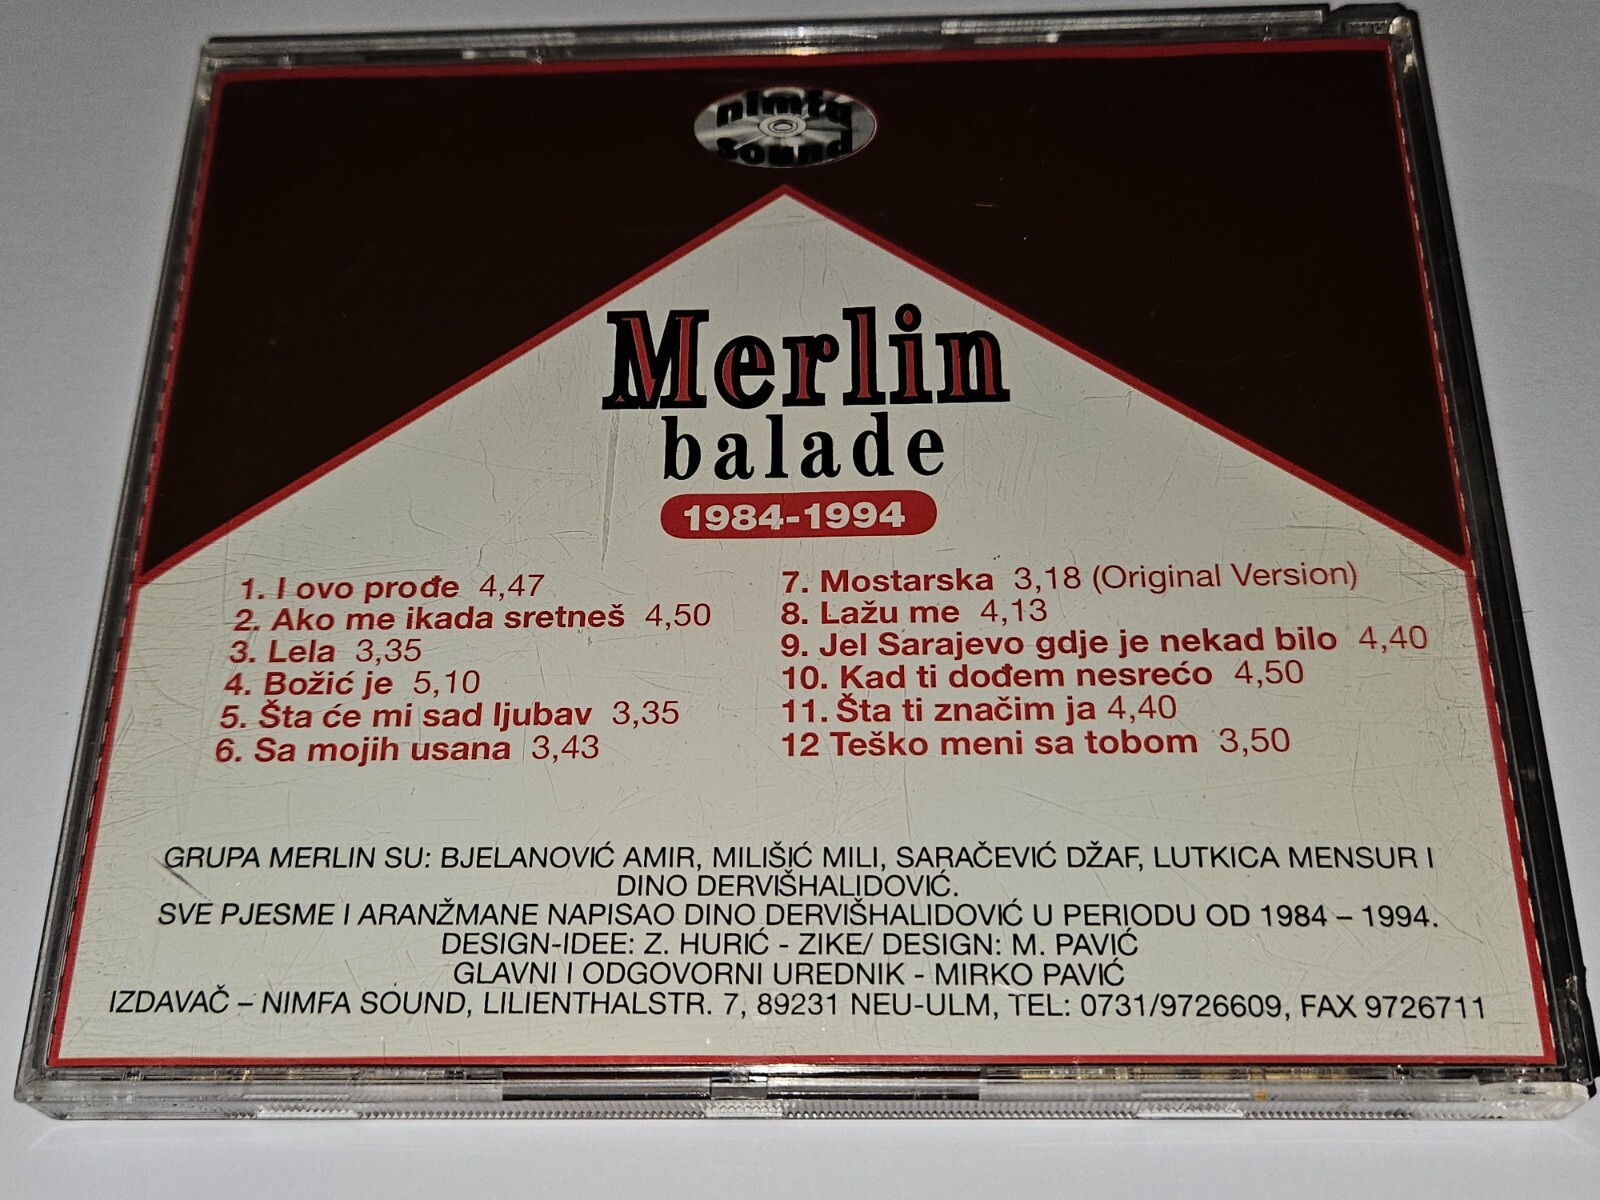 nimfa
sound
Merlin
balade
1984-1994
1. I ovo prođe 4,47
2. Ako me ikada sretneš 4,50
3. Lela 3,35
4. Božić je 5,10
5. Šta će mi sad ljubav 3,35
6. Sa mojih usana 3,43
7. Mostarska 3,18 (Original Version)
8. Lažu me 4,13
9. Jel Sarajevo gdje je nekad bilo 4,40
10. Kad ti dođem nesrećo 4,50
11. Šta ti značim ja 4,40
12 Teško meni sa tobom 3,50
GRUPA MERLIN SU: BJELANOVIĆ AMIR, MILIŠIĆ MILI, SARAČEVIĆ DŽAF, LUTKICA MENSUR I
DINO DERVIŠHALIDOVIĆ.
SVE PJESME I ARANŽMANE NAPISAO DINO DERVIŠHALIDOVIĆ U PERIODU OD 1984 – 1994.
DESIGN-IDEE: Z. HURIĆ - ZIKE/ DESIGN: M. PAVIĆ
GLAVNI I ODGOVORNI UREDNIK - MIRKO PAVIĆ
IZDAVAČ – NIMFA SOUND, LILIENTHALSTR. 7, 89231 NEU-ULM, TEL: 0731/9726609, FAX 9726711